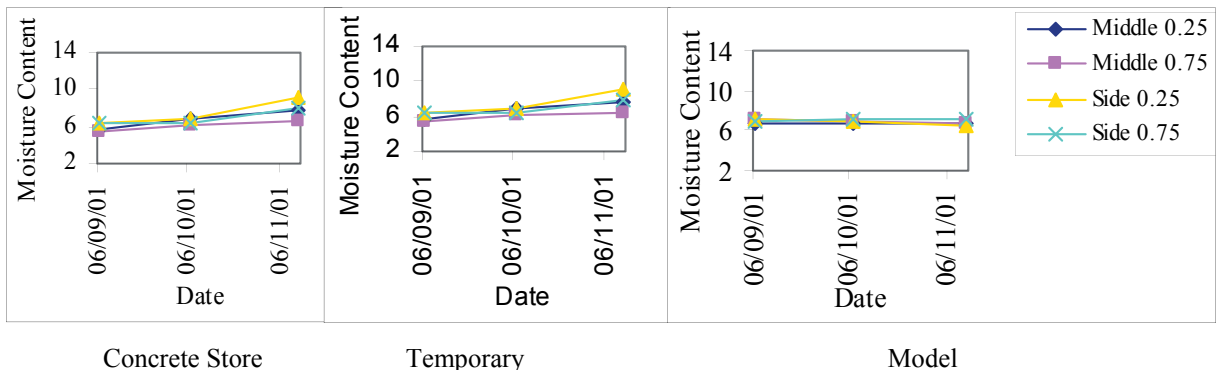 Moisture Content
14
10
6
2
06/09/01
06/10/01
06/11/01
Date
Moisture Content
14
10
6
2
06/09/01
06/10/01
06/11/01
Date
Moisture Content
14
10
6
2
06/09/01
06/10/01
06/11/01
Date
Middle 0.25
Middle 0.75
Side 0.25
Side 0.75
Concrete Store
Temporary
Model